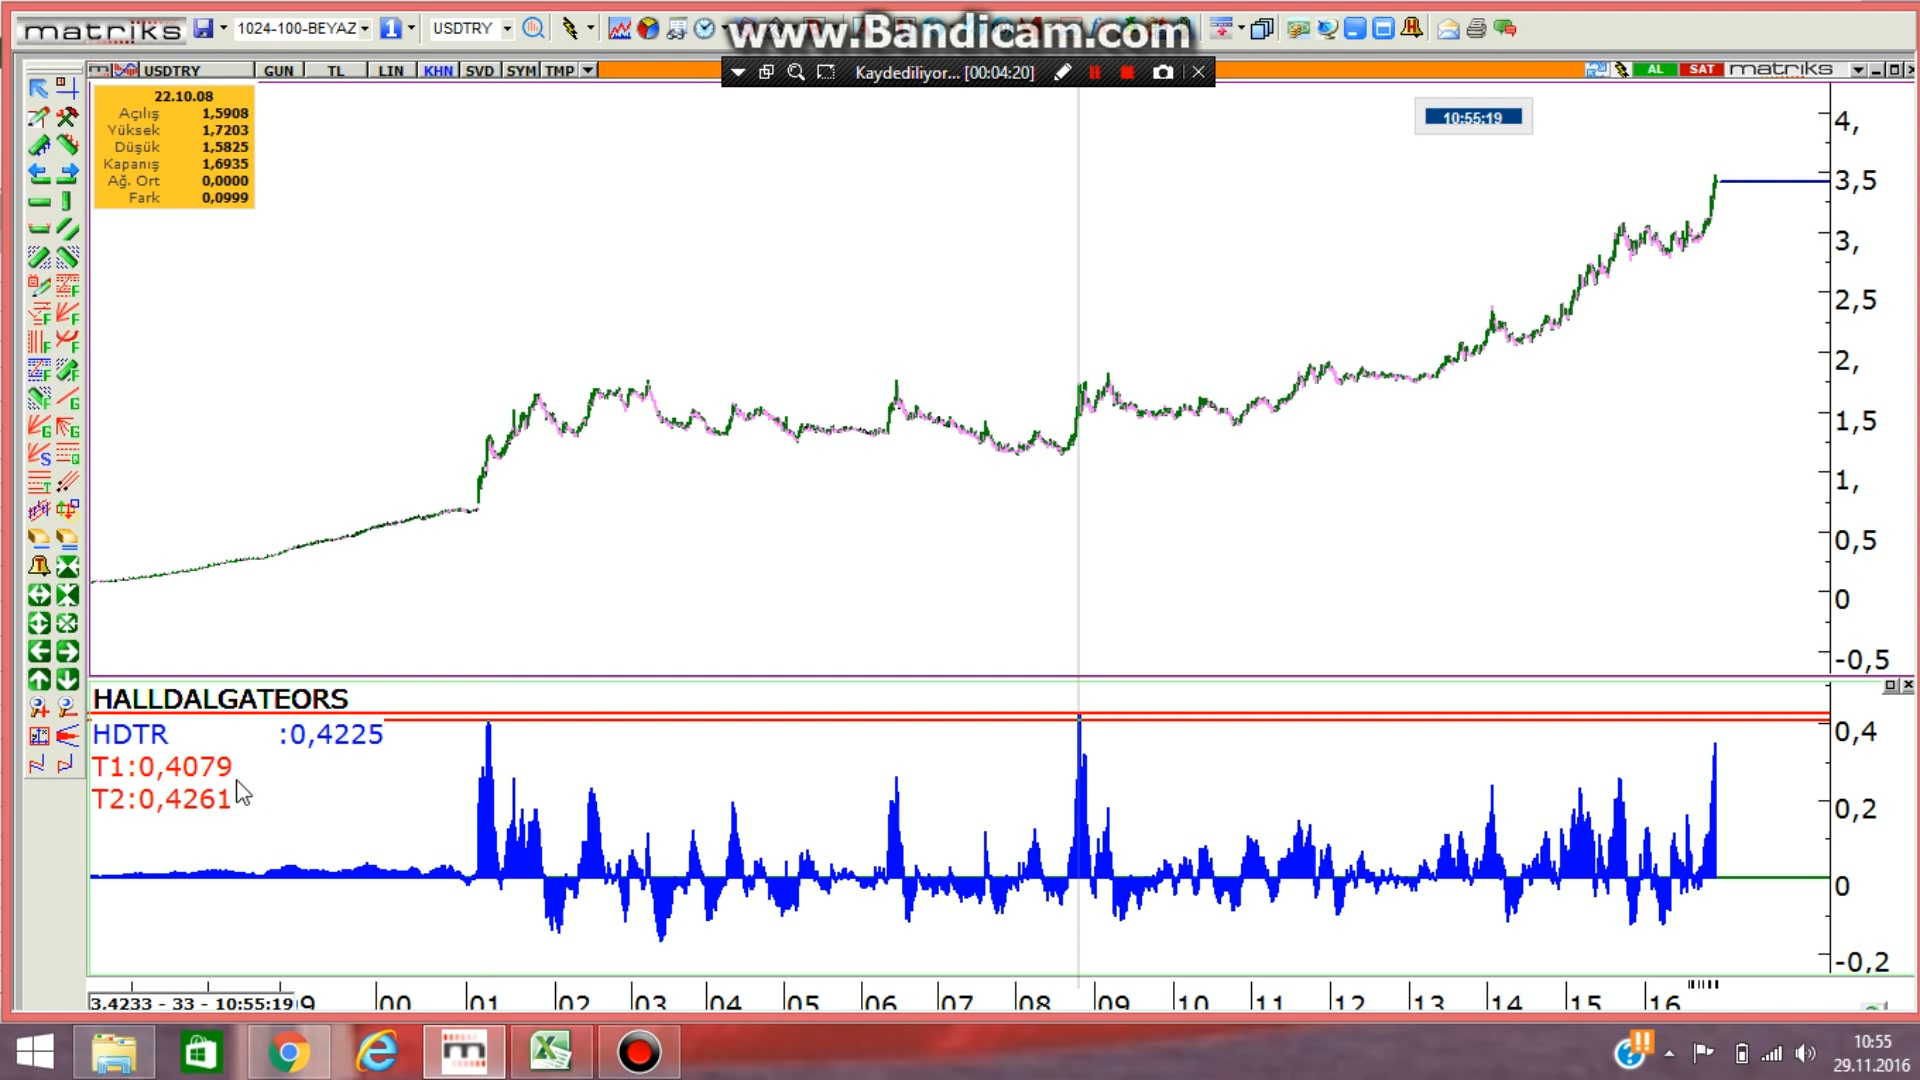 www.Bandicam.com
matriks 1024-100-BEYAZ 1 USDTRY
Kaydediliyor... [00:04:20]
USDTRY GUN TL LIN KHN SVD SYM TMP AL SAT matriks
22.10.08
Açılış 1,5908
Yüksek 1,7203
Düşük 1,5825
Kapanış 1,6935
Ağ. Ort 0,0000
Fark 0,0999
10:55:19
4,
3,5
3,
2,5
2,
1,5
1,
0,5
0
-0,5
HALLDALGATEORS
HDTR :0,4225
T1:0,4079
T2:0,4261
0,4
0,2
0
-0,2
3.4233 - 33 - 10:55:19 9 00 01 02 03 04 05 06 07 08 09 10 11 12 13 14 15 16
10:55
29.11.2016